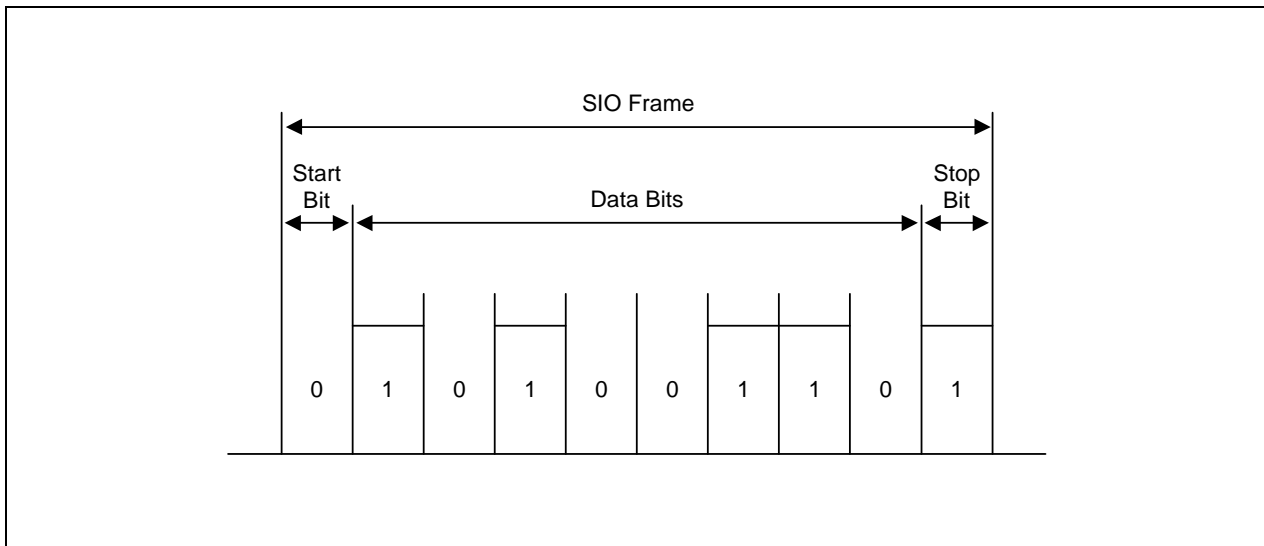 SIO Frame
Start
Bit
Data Bits
Stop
Bit
0 1 0 1 0 0 1 1 0 1